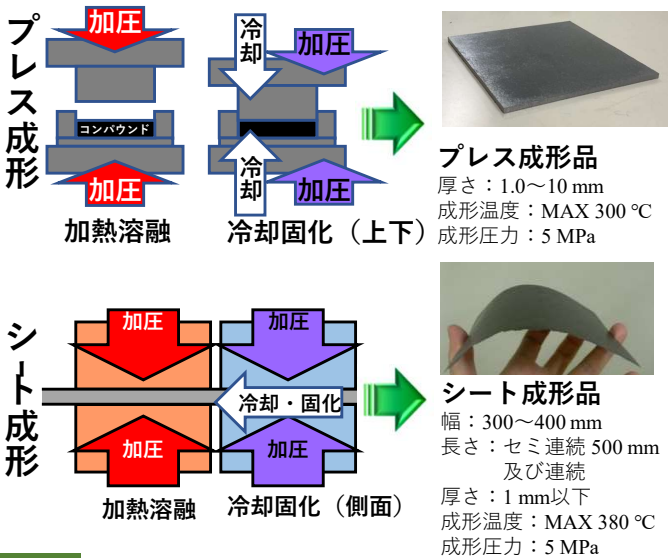 プレス成形
加圧
コンパウンド
加圧
加熱溶融
冷却
加圧
冷却
加圧
冷却固化（上下）
プレス成形品
厚さ：1.0～10 mm
成形温度：MAX 300 ℃
成形圧力：5 MPa
シート成形
加圧
加圧
冷却・固化
加圧
加圧
加熱溶融
冷却固化（側面）
シート成形品
幅：300～400 mm
長さ：セミ連続 500 mm
及び連続
厚さ：1 mm以下
成形温度：MAX 380 ℃
成形圧力：5 MPa